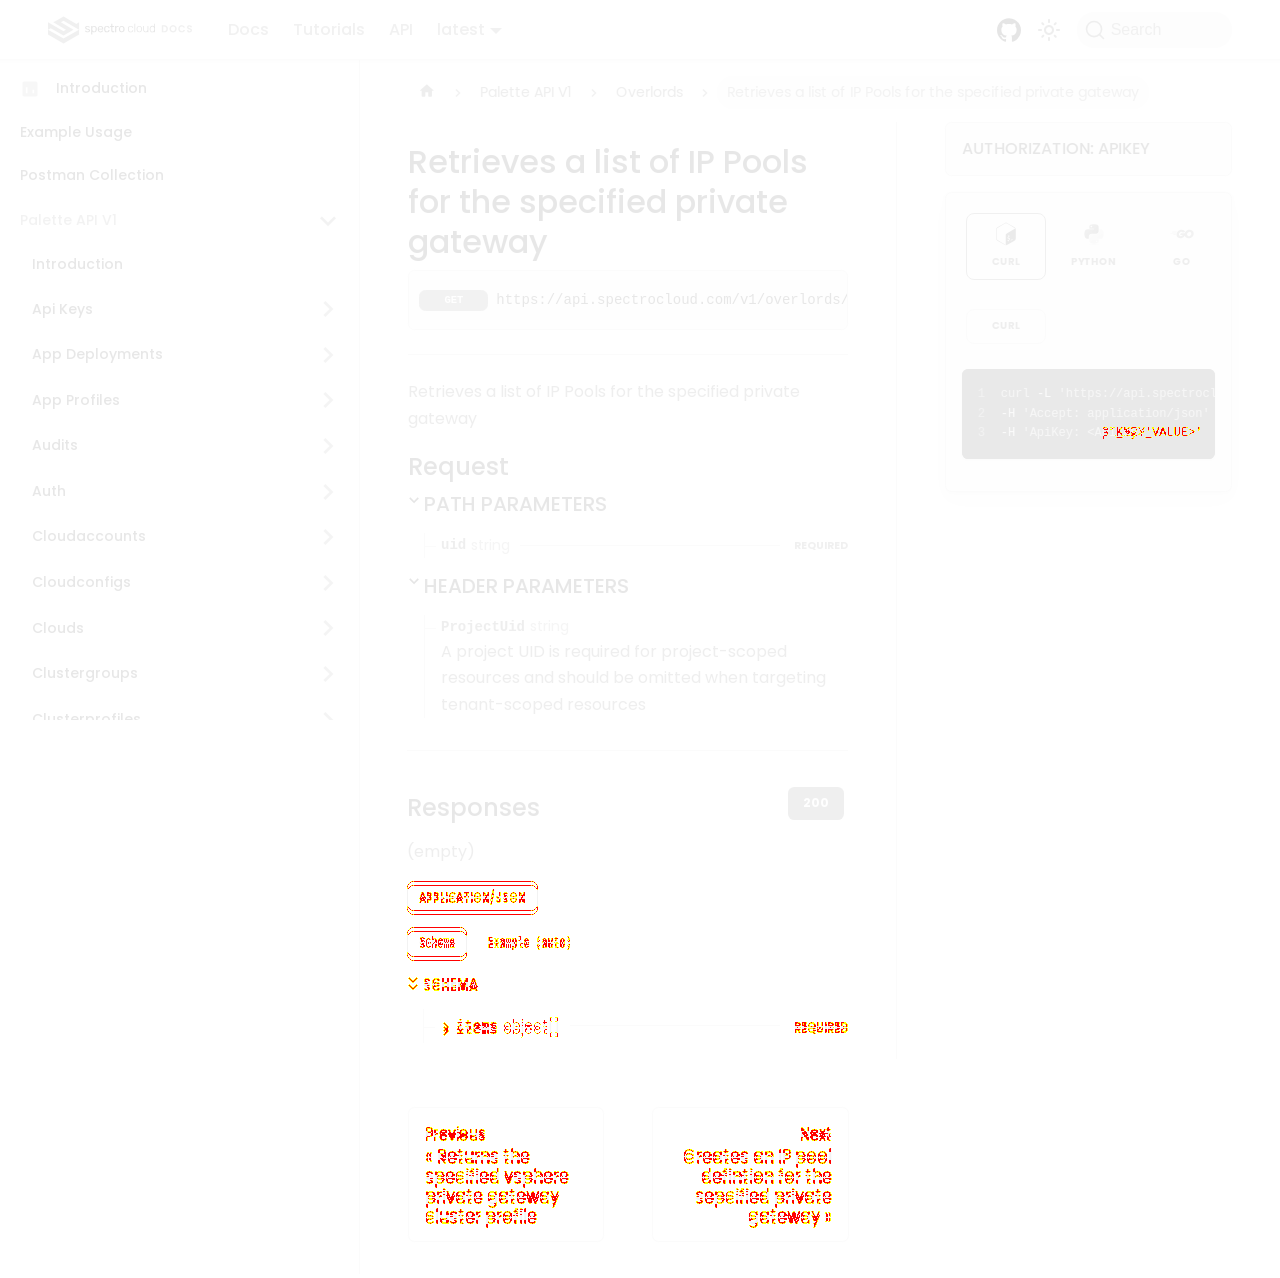 spectro cloud DOCS Docs Tutorials API latest Search
Introduction
Example Usage
Postman Collection
Palette API V1
Introduction
Api Keys
App Deployments
App Profiles
Audits
Auth
Cloudaccounts
Cloudconfigs
Clouds
Clustergroups
Clusterprofiles
Palette API V1 Overlords Retrieves a list of IP Pools for the specified private gateway
Retrieves a list of IP Pools
for the specified private
gateway
GET https://api.spectrocloud.com/v1/overlords/
Retrieves a list of IP Pools for the specified private
gateway
Request
PATH PARAMETERS
uid string REQUIRED
HEADER PARAMETERS
ProjectUid string
A project UID is required for project-scoped
resources and should be omitted when targeting
tenant-scoped resources
Responses 200
(empty)
APPLICATION/JSON
Schema Example (auto)
SCHEMA
items object[] REQUIRED
Previous
« Returns the
specified vsphere
private gateway
cluster profile
Next
Creates an IP pool
defintion for the
sepcified private
gateway »
AUTHORIZATION: APIKEY
CURL PYTHON GO
CURL
1 curl -L 'https://api.spectrocl
2 -H 'Accept: application/json'
3 -H 'ApiKey: <A VALUE>'